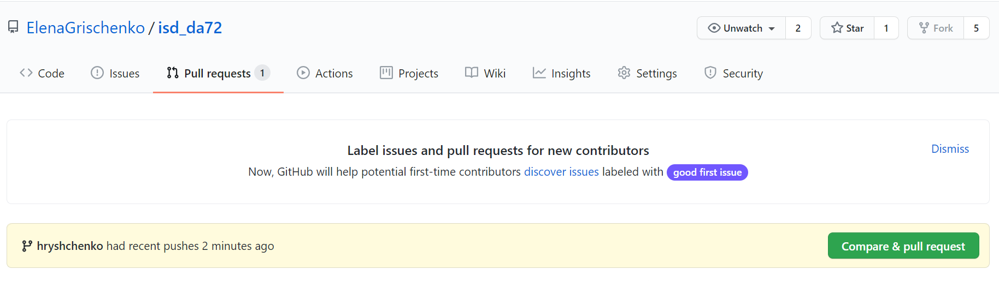 ElenaGrischenko / isd_da72
Unwatch 2 Star 1 Fork 5
Code Issues Pull requests 1 Actions Projects Wiki Insights Settings Security
Label issues and pull requests for new contributors
Dismiss
Now, GitHub will help potential first-time contributors discover issues labeled with good first issue
hryshchenko had recent pushes 2 minutes ago
Compare & pull request